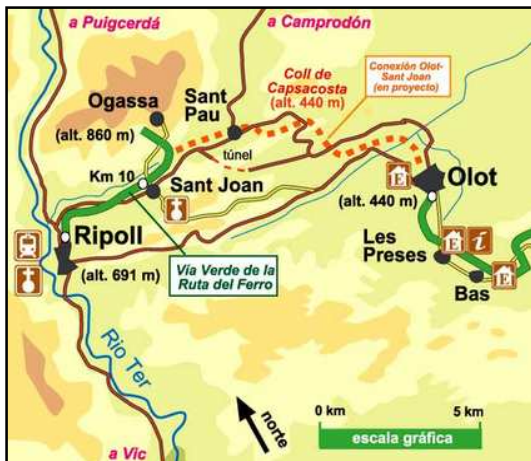 a Puigcerdá
a Camprodón
Coll de
Capsacosta
(alt. 440 m)
Conexión Olot-
Sant Joan
(en proyecto)
Ogassa
Sant
Pau
(alt. 860 m)
túnel
Km 10
Sant Joan
E
Olot
(alt. 440 m)
Ripoll
(alt. 691 m)
Vía Verde de la
Ruta del Ferro
Les
Preses
E i
Bas
E
Rio Ter
norte
0 km
5 km
escala gráfica
a Vic